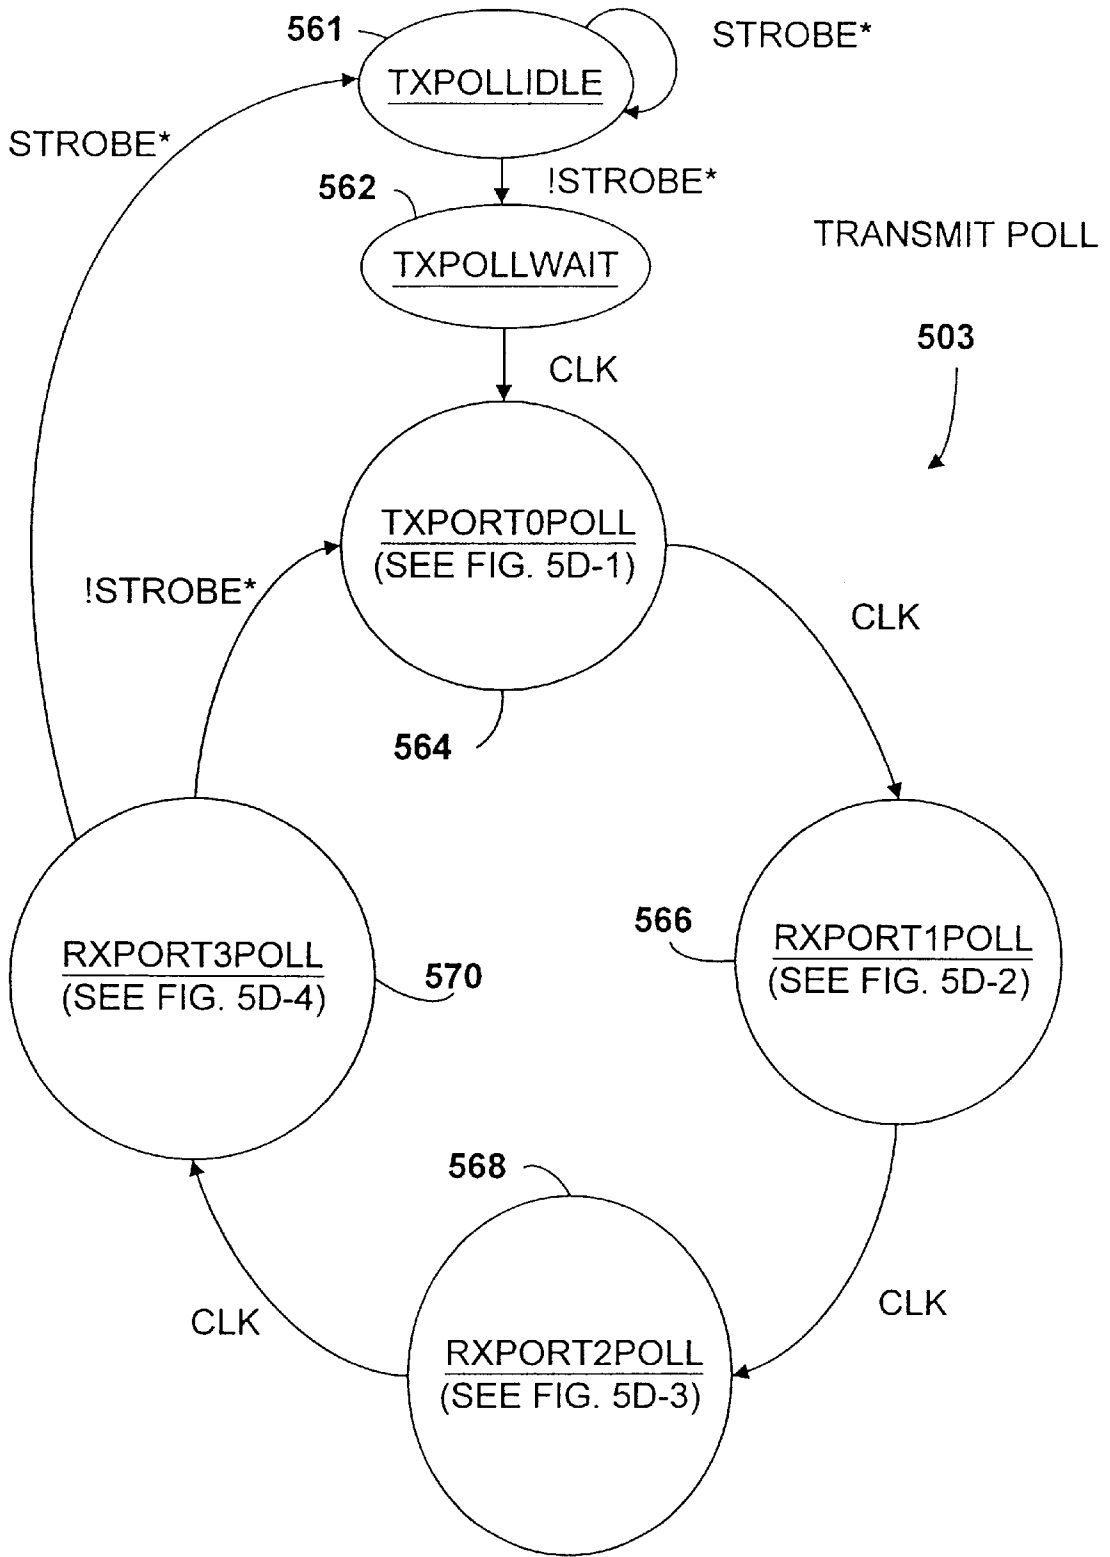 561
STROBE*
TXPOLLIDLE
STROBE*
!STROBE*
562
TRANSMIT POLL
TXPOLLWAIT
503
CLK
TXPORT0POLL
(SEE FIG. 5D-1)
!STROBE*
CLK
564
566
RXPORT3POLL
(SEE FIG. 5D-4)
570
RXPORT1POLL
(SEE FIG. 5D-2)
568
CLK
CLK
RXPORT2POLL
(SEE FIG. 5D-3)